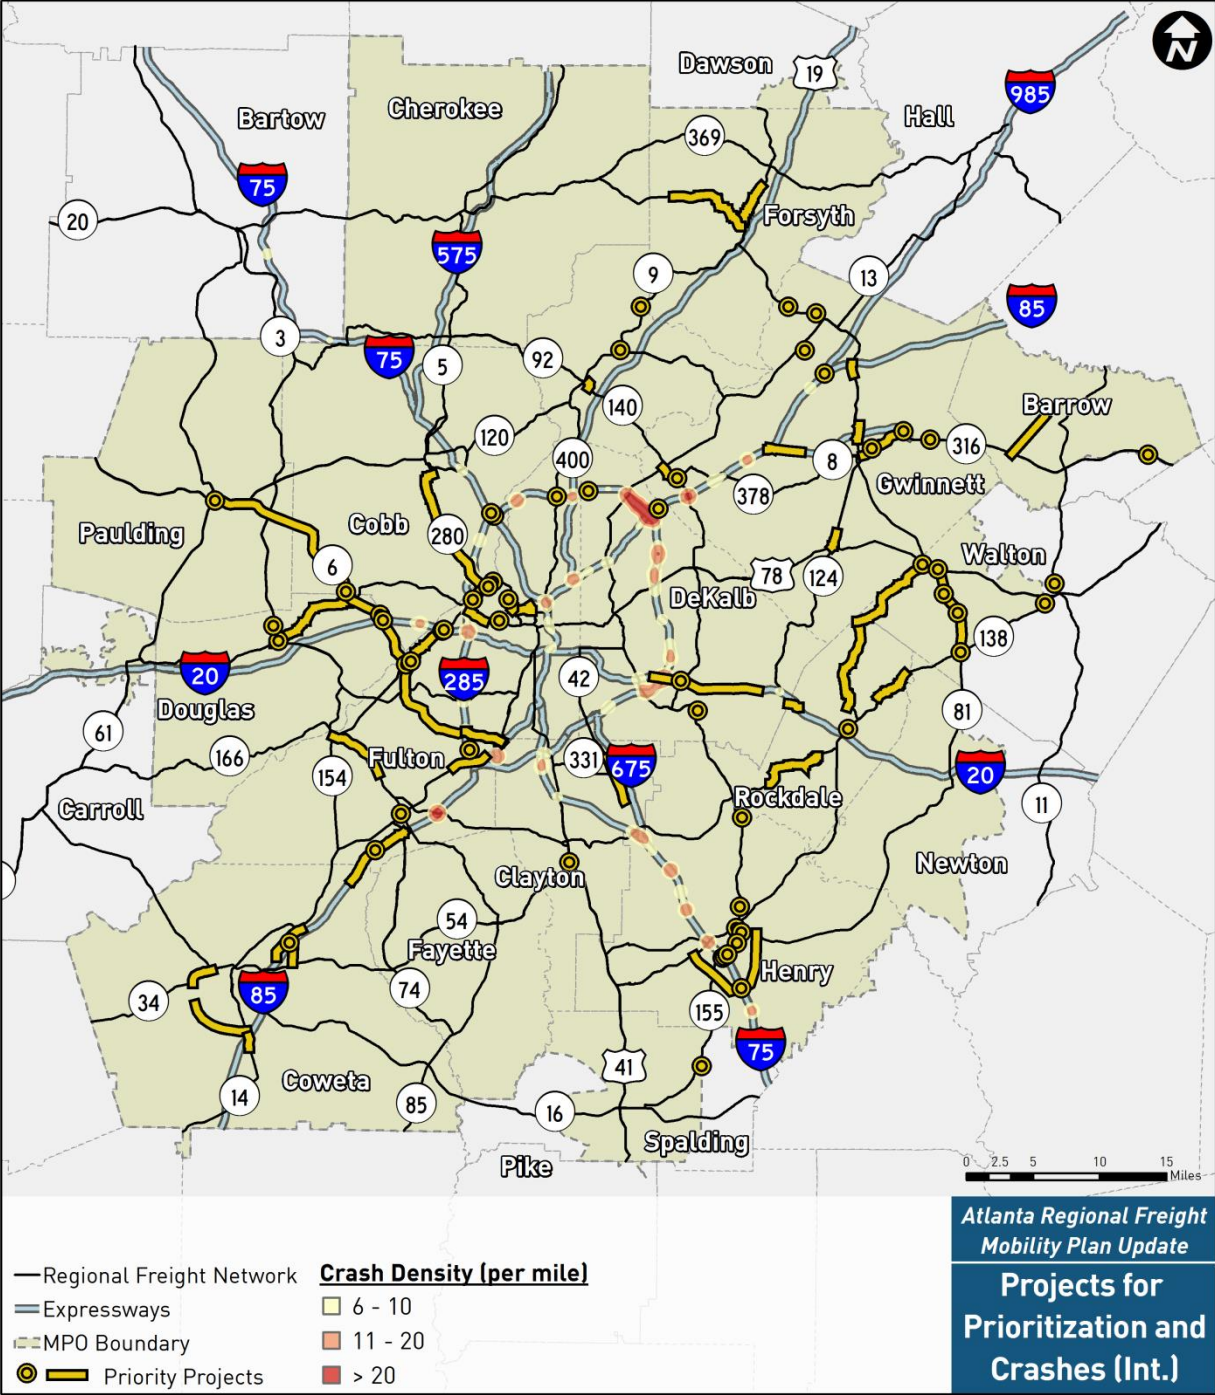 Dawson
19
985
Bartow
Cherokee
Hall
369
75
20
Forsyth
575
9
13
85
3
75
5
92
140
Barrow
120
400
8
316
378
Gwinnett
Paulding
Cobb
280
6
Walton
78
124
DeKalb
138
20
285
42
Douglas
61
81
166
Fulton
154
331
675
20
Rockdale
11
Carroll
Newton
Clayton
54
Fayette
Henry
34
85
74
155
75
41
Coweta
14
85
16
Spalding
Pike
0 2.5 5 10 15
Miles
Atlanta Regional Freight
Mobility Plan Update
Projects for
Prioritization and
Crashes (Int.)
Regional Freight Network
Expressways
MPO Boundary
Priority Projects
Crash Density (per mile)
6 - 10
11 - 20
> 20
N